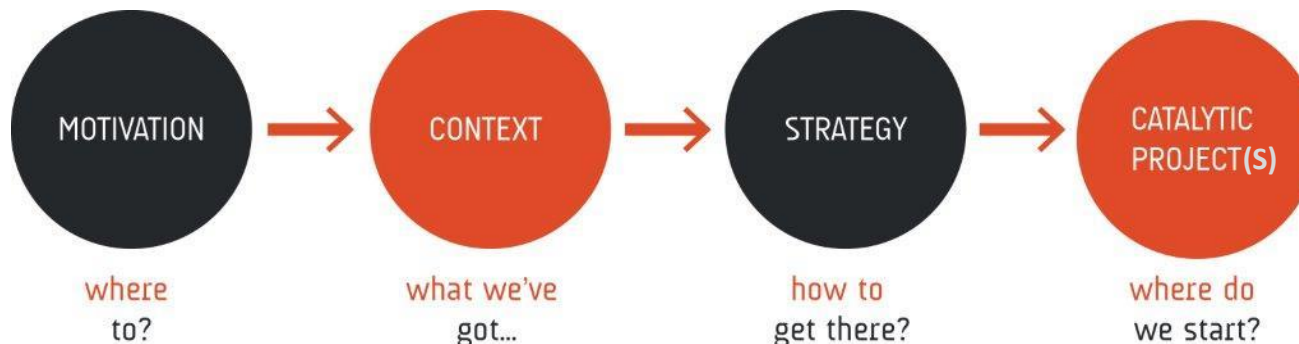 MOTIVATION
CONTEXT
STRATEGY
CATALYTIC
PROJECT(S)
where
to?
what we've
got...
how to
get there?
where do
we start?